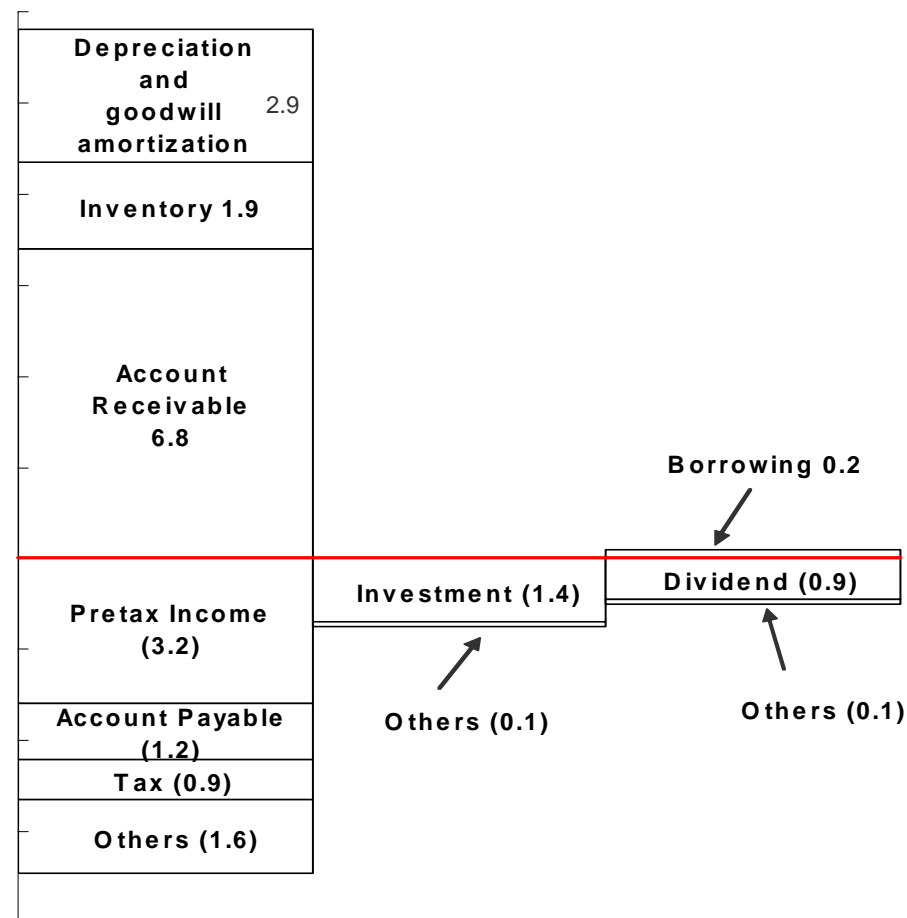 Depreciation
and
goodwill
amortization
2.9
Inventory 1.9
Account
Receivable
6.8
Borrowing 0.2
Pretax Income
(3.2)
Investment (1.4)
Dividend (0.9)
Account Payable
(1.2)
Others (0.1)
Others (0.1)
Tax (0.9)
Others (1.6)